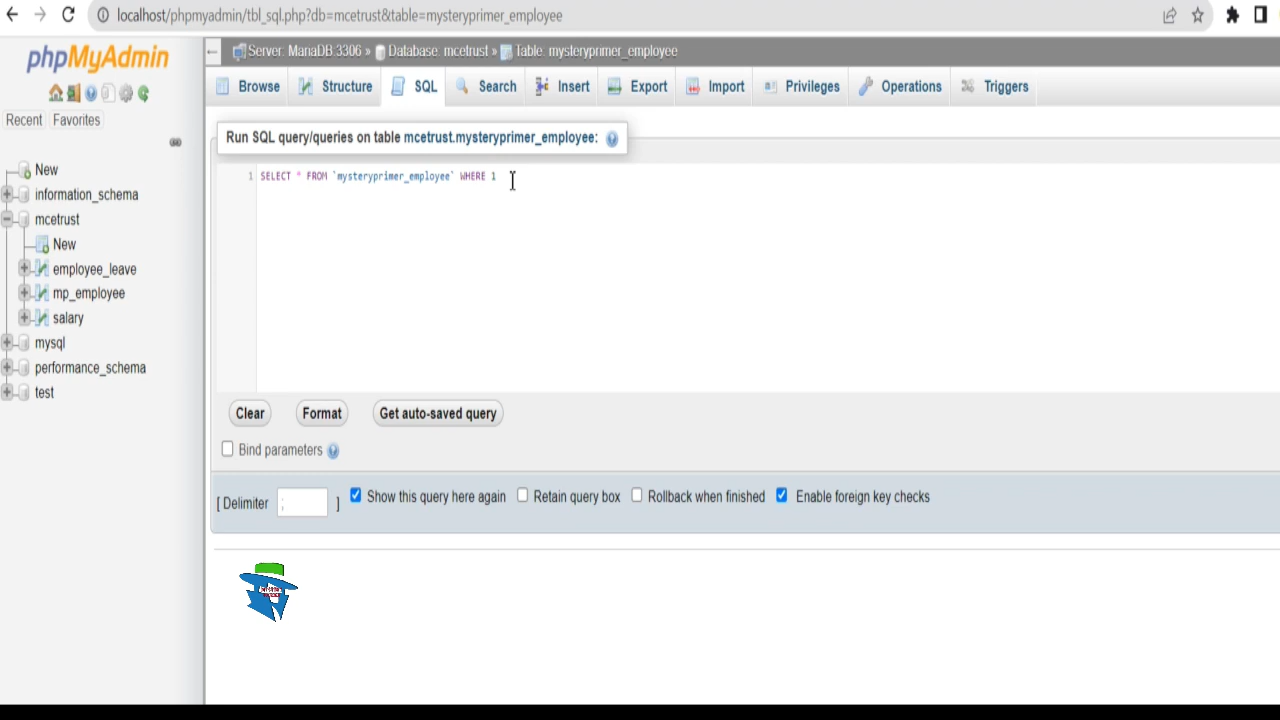 localhost/phpmyadmin/tbl_sql.php?db=mcetrust&table=mysteryprimer_employee
phpMyAdmin
Recent Favorites
New
information_schema
mcetrust
New
employee_leave
mp_employee
salary
mysql
performance_schema
test
Server: MariaDB:3306 » Database: mcetrust » Table: mysteryprimer_employee
Browse Structure SQL Search Insert Export Import Privileges Operations Triggers
Run SQL query/queries on table mcetrust.mysteryprimer_employee:
1 SELECT * FROM `mysteryprimer_employee` WHERE 1
Clear Format Get auto-saved query
Bind parameters
[ Delimiter ; ] Show this query here again Retain query box Rollback when finished Enable foreign key checks